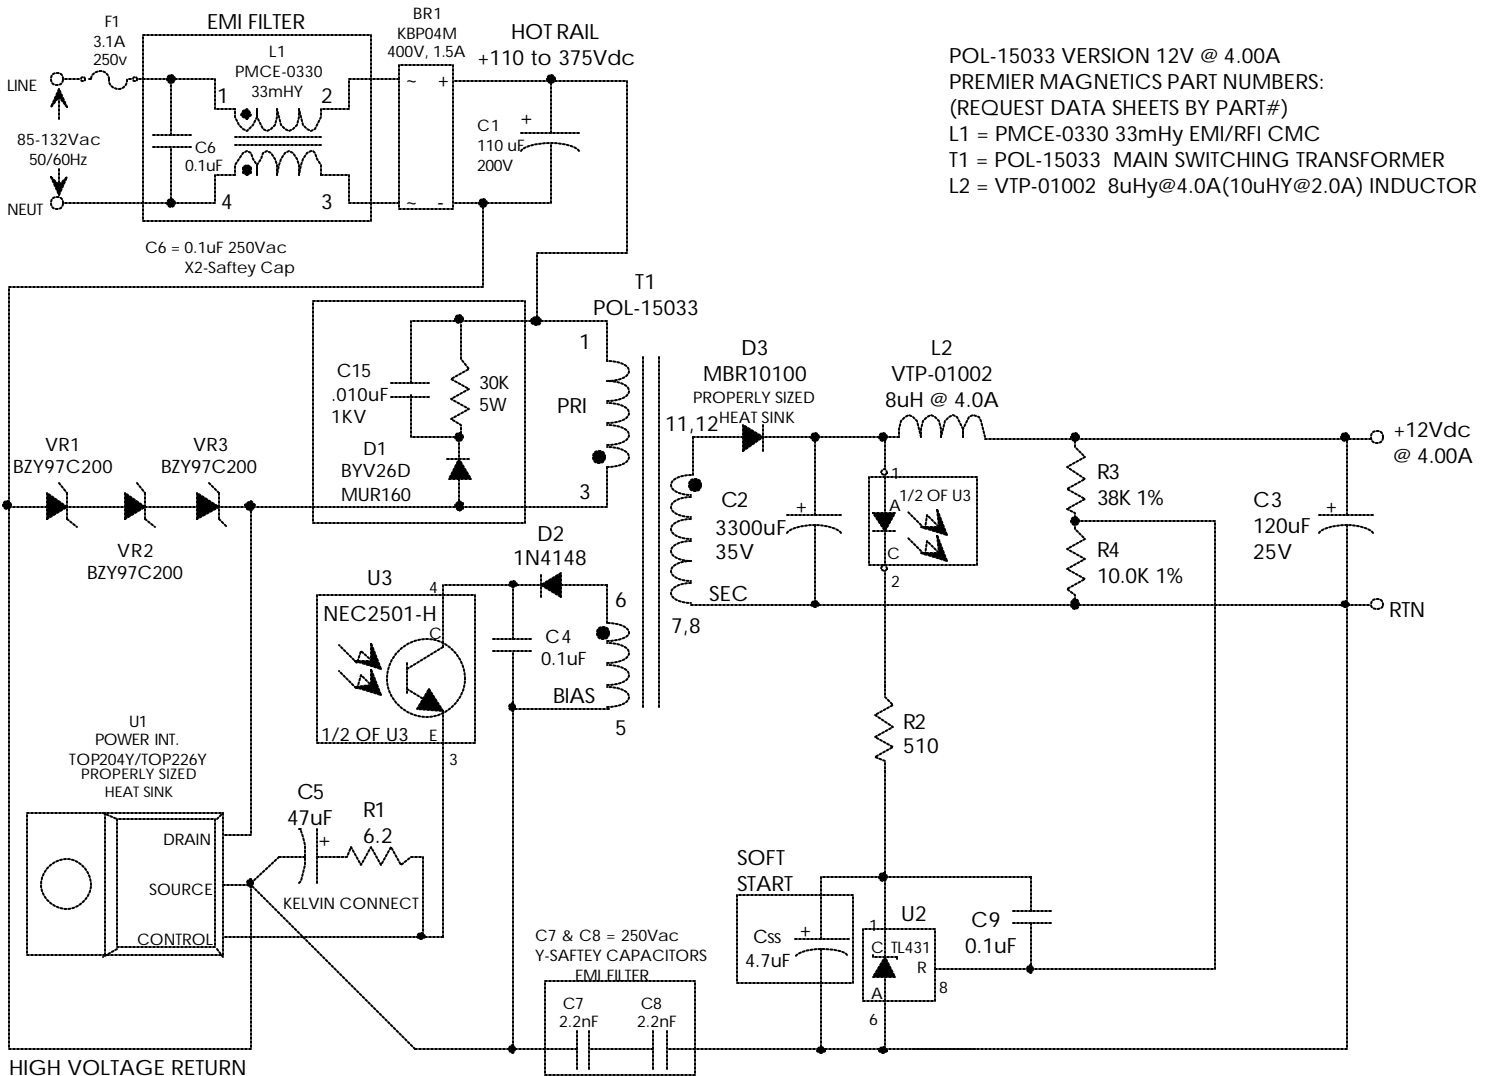 F1
3.1A
250v
EMI FILTER
L1
PMCE-0330
33mHY
1
2
4
3
BR1
KBP04M
400V, 1.5A
~ +
~ -
HOT RAIL
+110 to 375Vdc
LINE
85-132Vac
50/60Hz
NEUT
C6
0.1uF
C1
110 uF
200V
+
C6 = 0.1uF 250Vac
X2-Saftey Cap
POL-15033 VERSION 12V @ 4.00A
PREMIER MAGNETICS PART NUMBERS:
(REQUEST DATA SHEETS BY PART#)
L1 = PMCE-0330 33mHy EMI/RFI CMC
T1 = POL-15033 MAIN SWITCHING TRANSFORMER
L2 = VTP-01002 8uHy@4.0A(10uHY@2.0A) INDUCTOR
T1
POL-15033
1
PRI
3
C15
.010uF
1KV
30K
5W
D1
BYV26D
MUR160
VR1
BZY97C200
VR3
BZY97C200
VR2
BZY97C200
D3
MBR10100
PROPERLY SIZED
HEAT SINK
11,12
SEC
7,8
L2
VTP-01002
8uH @ 4.0A
C2
3300uF
35V
+
1
1/2 OF U3
A
C
2
R3
38K 1%
R4
10.0K 1%
C3
120uF
25V
+
+12Vdc
@ 4.00A
RTN
D2
1N4148
6
BIAS
5
C4
0.1uF
U3
4
NEC2501-H
C
1/2 OF U3
E
3
R2
510
U1
POWER INT.
TOP204Y/TOP226Y
PROPERLY SIZED
HEAT SINK
DRAIN
SOURCE
CONTROL
C5
47uF
+
R1
6.2
KELVIN CONNECT
C7 & C8 = 250Vac
Y-SAFTEY CAPACITORS
EMI FILTER
C7
2.2nF
C8
2.2nF
SOFT
START
Css
4.7uF
+
1
U2
C TL431
R
A
8
6
C9
0.1uF
HIGH VOLTAGE RETURN